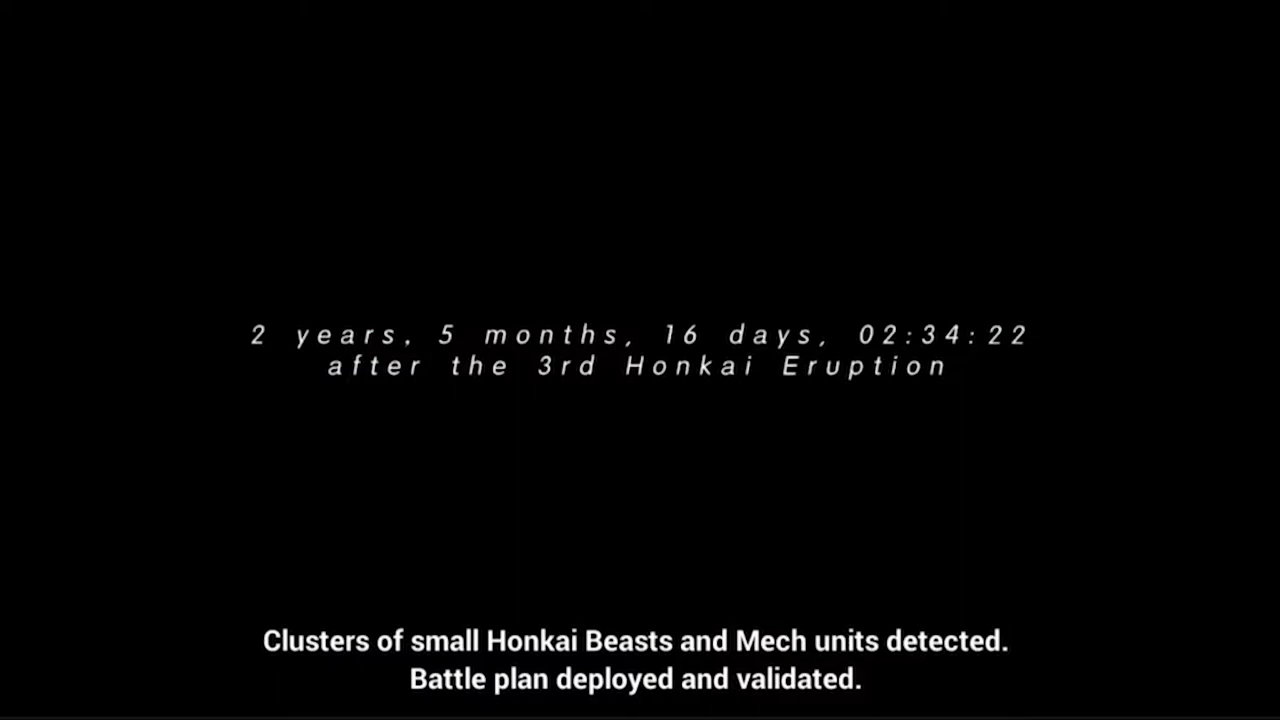 2 years, 5 months, 16 days, 02:34:22
after the 3rd Honkai Eruption
Clusters of small Honkai Beasts and Mech units detected.
Battle plan deployed and validated.